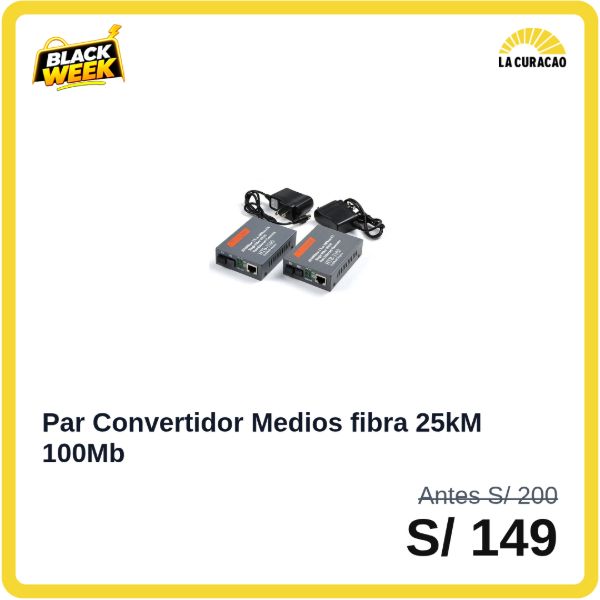 BLACK
WEEK
LA CURACAO
Par Convertidor Medios fibra 25kM
100Mb
Antes S/ 200
S/ 149